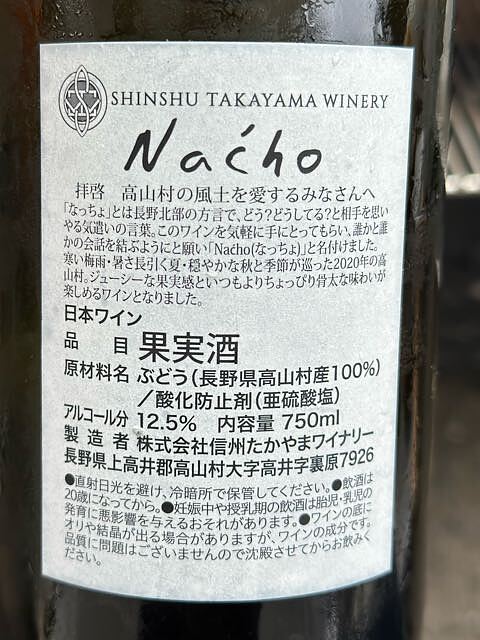 SHINSHU TAKAYAMA WINERY
Nacho
拝啓 高山村の風土を愛するみなさんへ
「なっちょ」とは長野北部の方言で、どう?どうしてる?と相手を思い
やる気遣いの言葉。このワインを気軽に手にとってもらい、誰かと誰
かの会話を結ぶようにと願い「Nacho(なっちょ)」と名付けました。
寒い梅雨・暑さ長引く夏・穏やかな秋と季節が巡った2020年の高
山村。ジューシーな果実感といつもよりちょっぴり骨太な味わいが
楽しめるワインとなりました。
日本ワイン
品 目 果実酒
原材料名 ぶどう(長野県高山村産100%)
/酸化防止剤(亜硫酸塩)
アルコール分 12.5% 内容量 750ml
製造者 株式会社信州たかやまワイナリー
長野県上高井郡高山村大字高井字裏原7926
●直射日光を避け、冷暗所で保管してください。●飲酒は
20歳になってから。●妊娠中や授乳期の飲酒は胎児・乳児の
発育に悪影響を与えるおそれがあります。●ワインの底に
オリや結晶が出る場合がありますが、ワインの成分です。
品質に問題はございませんので沈殿させてからお飲みく
ださい。